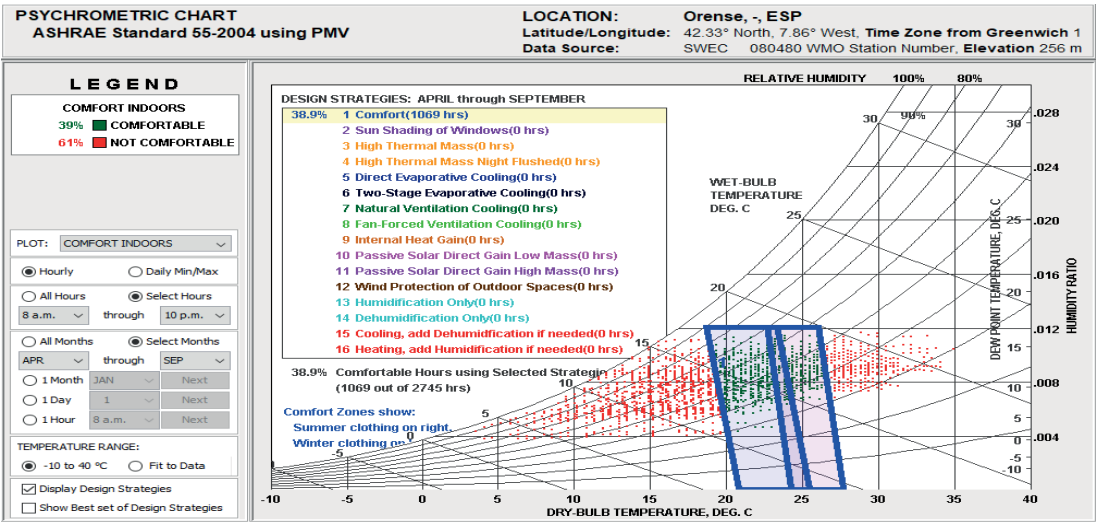 PSYCHROMETRIC CHART
ASHRAE Standard 55-2004 using PMV
LOCATION: Orense, -, ESP
Latitude/Longitude: 42.33° North, 7.86° West, Time Zone from Greenwich 1
Data Source: SWEC 080480 WMO Station Number, Elevation 256 m
LEGEND
COMFORT INDOORS
39% COMFORTABLE
61% NOT COMFORTABLE
PLOT: COMFORT INDOORS
Hourly Daily Min/Max
All Hours Select Hours
8 a.m. through 10 p.m.
All Months Select Months
APR through SEP
1 Month JAN Next
1 Day 1 Next
1 Hour 8 a.m. Next
TEMPERATURE RANGE:
-10 to 40 °C Fit to Data
Display Design Strategies
Show Best set of Design Strategies
RELATIVE HUMIDITY 100% 80%
90%
DESIGN STRATEGIES: APRIL through SEPTEMBER
38.9% 1 Comfort(1069 hrs)
2 Sun Shading of Windows(0 hrs)
3 High Thermal Mass(0 hrs)
4 High Thermal Mass Night Flushed(0 hrs)
5 Direct Evaporative Cooling(0 hrs)
6 Two-Stage Evaporative Cooling(0 hrs)
7 Natural Ventilation Cooling(0 hrs)
8 Fan-Forced Ventilation Cooling(0 hrs)
9 Internal Heat Gain(0 hrs)
10 Passive Solar Direct Gain Low Mass(0 hrs)
11 Passive Solar Direct Gain High Mass(0 hrs)
12 Wind Protection of Outdoor Spaces(0 hrs)
13 Humidification Only(0 hrs)
14 Dehumidification Only(0 hrs)
15 Cooling, add Dehumidfication if needed(0 hrs)
16 Heating, add Humidification if needed(0 hrs)
38.9% Comfortable Hours using Selected Strategie
(1069 out of 2745 hrs)
Comfort Zones show:
Summer clothing on right,
Winter clothing on
WET-BULB
TEMPERATURE
DEG. C
-5
0
5
10
15
20
25
30
1
DEW POINT TEMPERATURE, DEG. C
30
25
20
15
10
5
0
-5
-10
HUMIDITY RATIO
.028
.024
.020
.016
.012
.008
.004
-10 -5 0 5 10 15 20 25 30 35 40
DRY-BULB TEMPERATURE, DEG. C